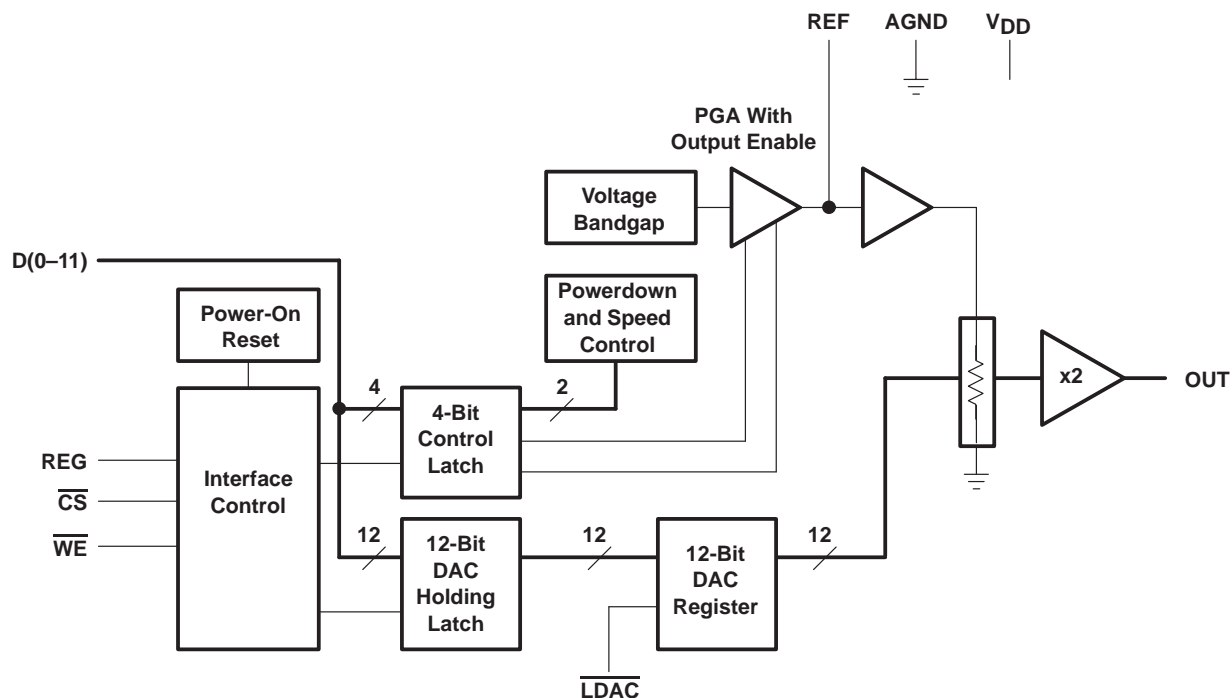 REF AGND VDD
PGA With
Output Enable
Voltage
Bandgap
D(0–11)
Powerdown
and Speed
Control
Power-On
Reset
x2
OUT
4
2
4-Bit
Control
Latch
REG
CS
WE
Interface
Control
12
12-Bit
DAC
Holding
Latch
12
12-Bit
DAC
Register
12
LDAC